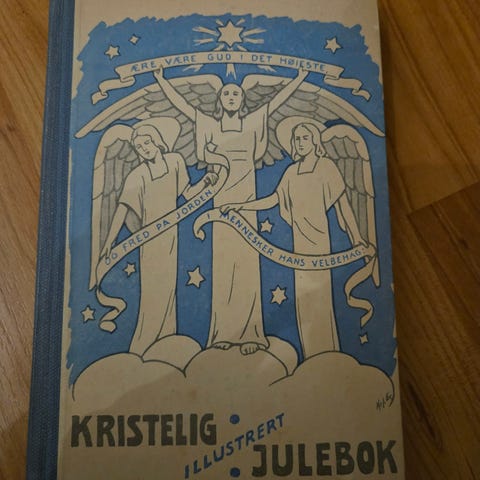 ÆRE VÆRE GUD I DET HØIESTE
OG FRED PÅ JORDEN
I MENNESKER HANS VELBEHAG.
KRISTELIG
ILLUSTRERT
JULEBOK